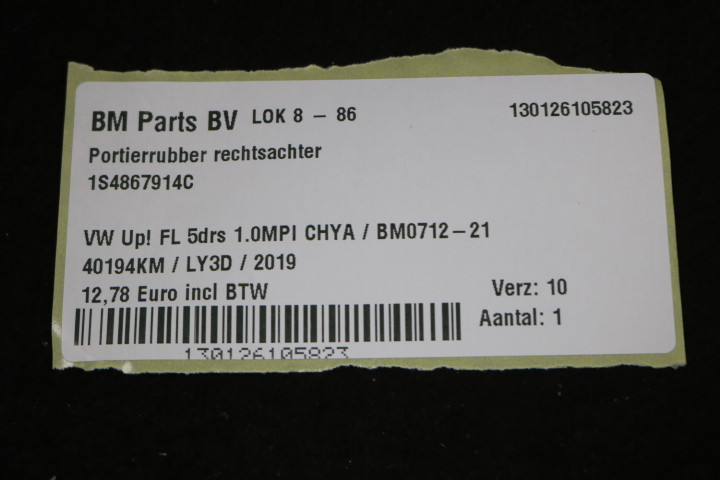 BM Parts BV LOK 8 - 86 130126105823
Portierrubber rechtsachter
1S4867914C
VW Up! FL 5drs 1.0MPI CHYA / BM0712-21
40194KM / LY3D / 2019
12,78 Euro incl BTW Verz: 10
Aantal: 1
130126105823